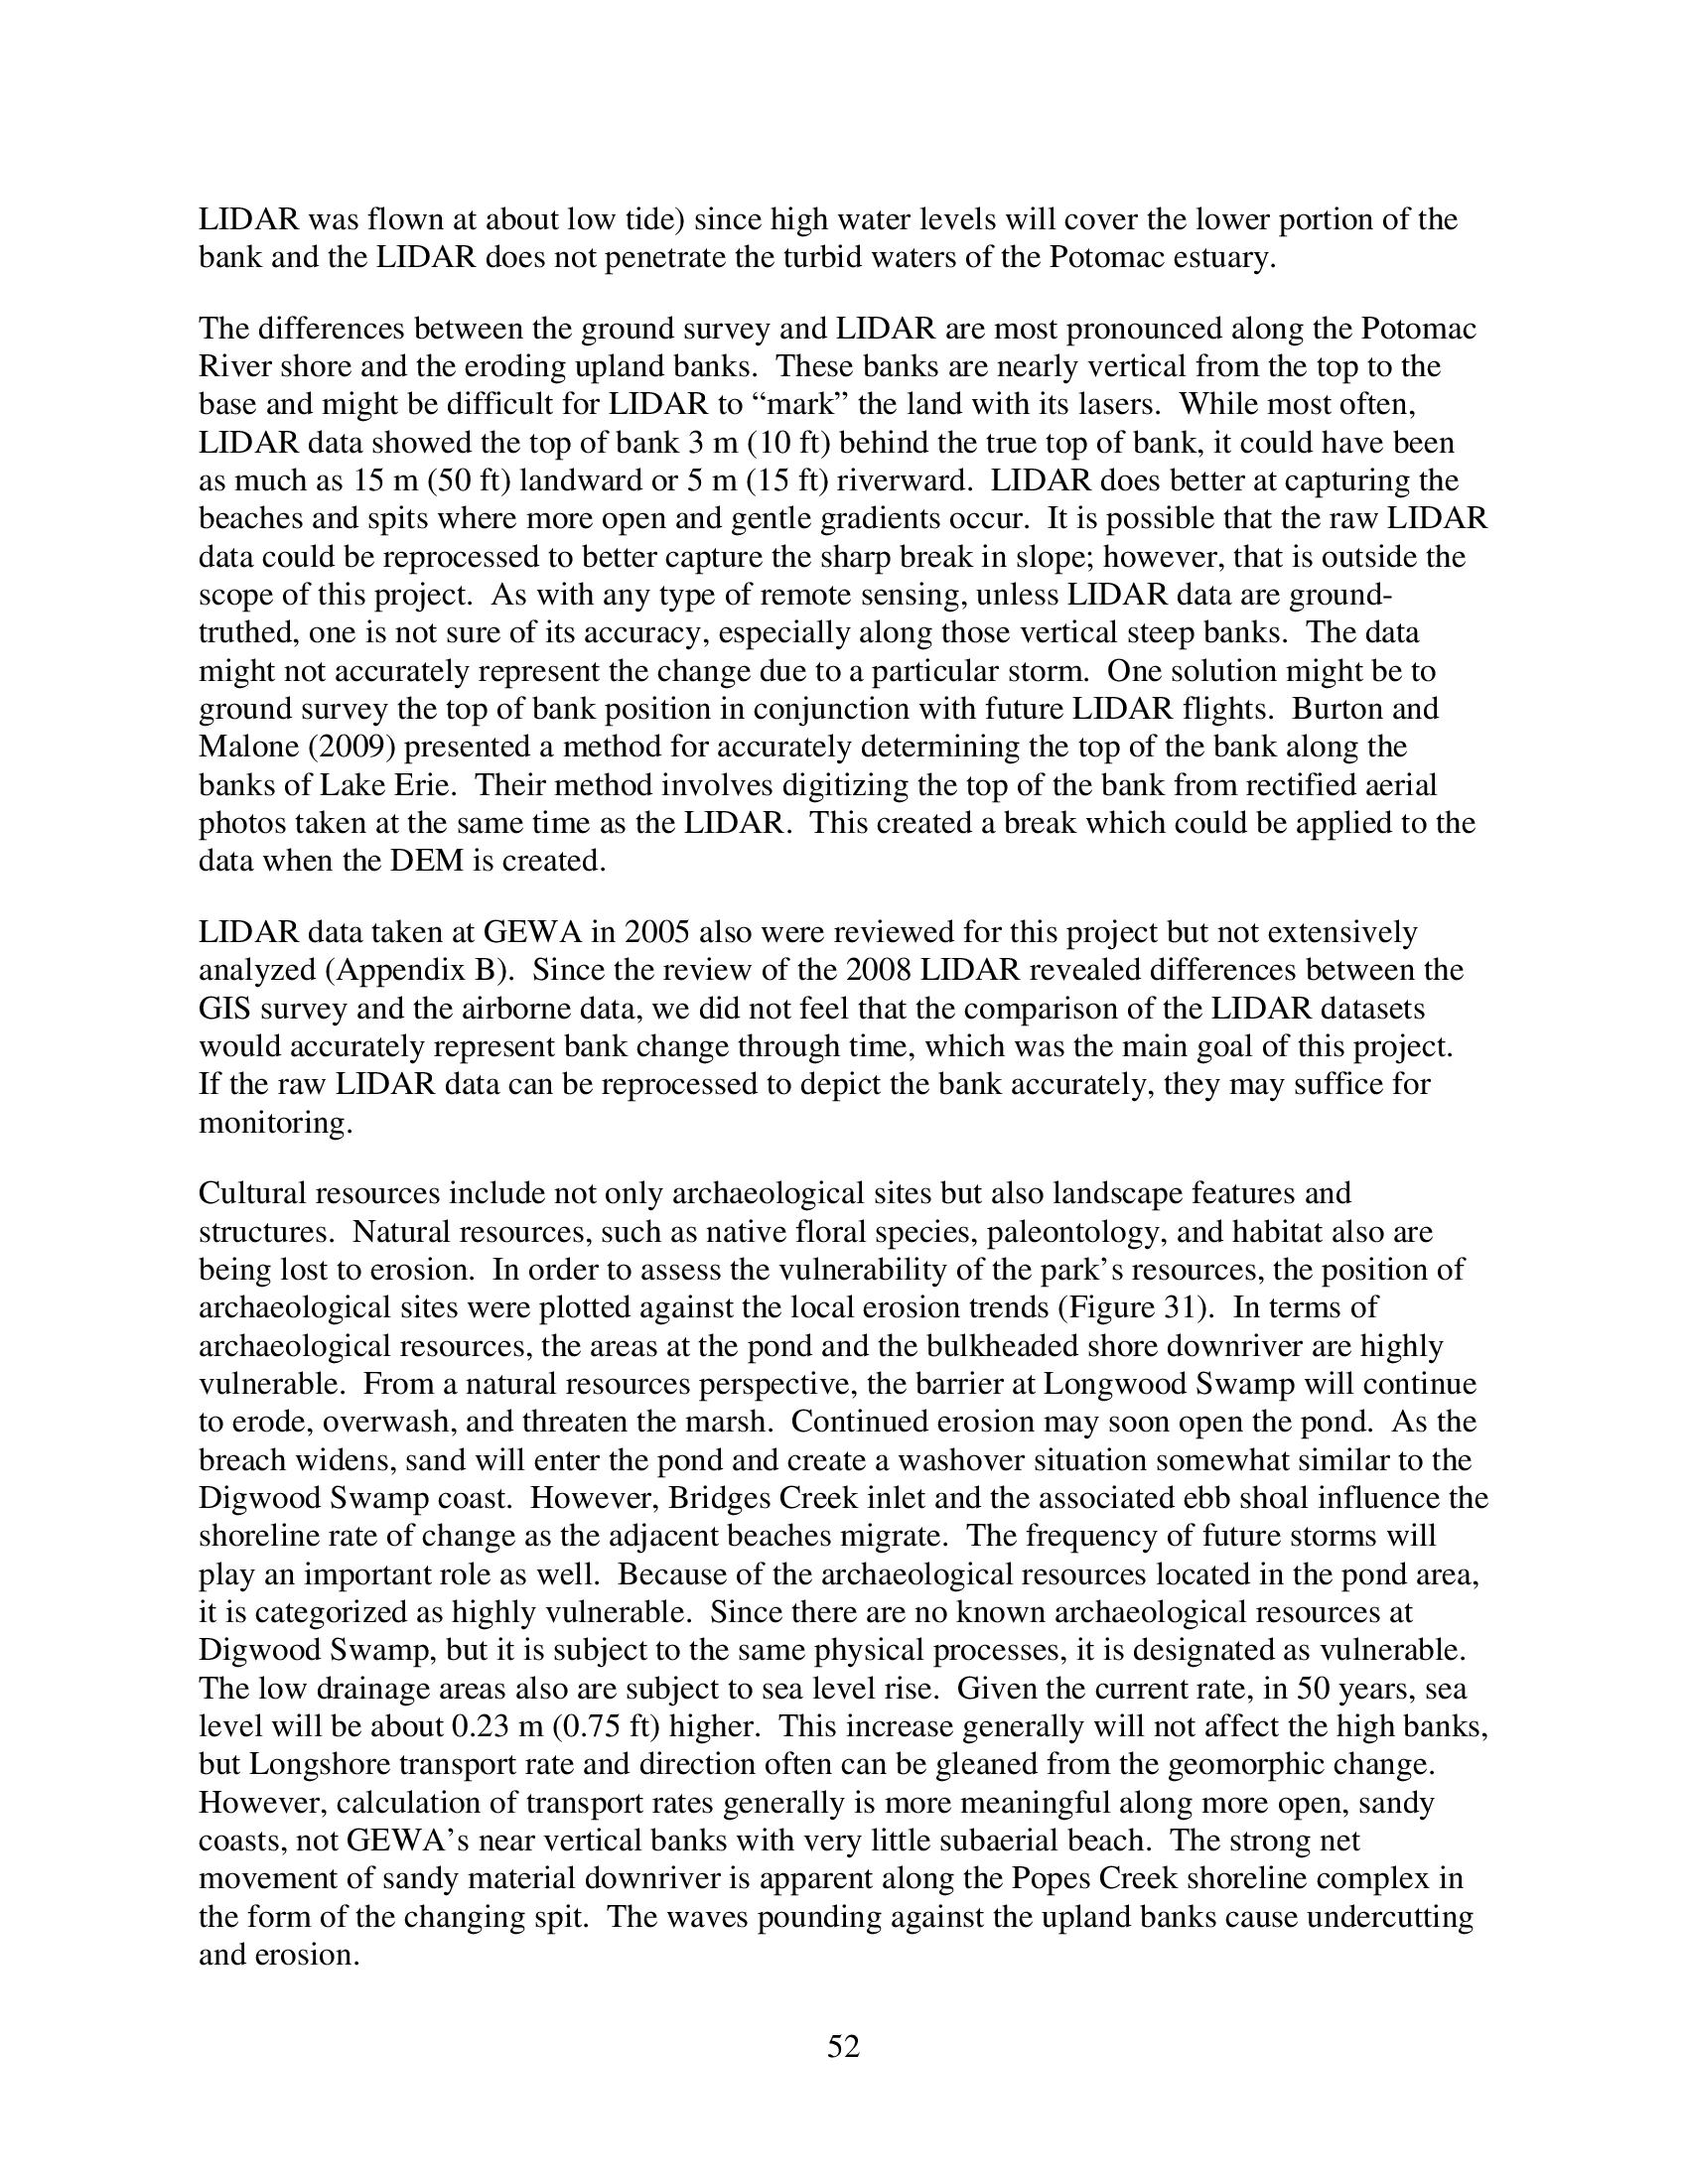 LIDAR was flown at about low tide) since high water levels will cover the lower portion of the
bank and the LIDAR does not penetrate the turbid waters of the Potomac estuary.
The differences between the ground survey and LIDAR are most pronounced along the Potomac
River shore and the eroding upland banks.  These banks are nearly vertical from the top to the
base and might be difficult for LIDAR to “mark” the land with its lasers.  While most often,
LIDAR data showed the top of bank 3 m (10 ft) behind the true top of bank, it could have been
as much as 15 m (50 ft) landward or 5 m (15 ft) riverward.  LIDAR does better at capturing the
beaches and spits where more open and gentle gradients occur.  It is possible that the raw LIDAR
data could be reprocessed to better capture the sharp break in slope; however, that is outside the
scope of this project.  As with any type of remote sensing, unless LIDAR data are ground-
truthed, one is not sure of its accuracy, especially along those vertical steep banks.  The data
might not accurately represent the change due to a particular storm.  One solution might be to
ground survey the top of bank position in conjunction with future LIDAR flights.  Burton and
Malone (2009) presented a method for accurately determining the top of the bank along the
banks of Lake Erie.  Their method involves digitizing the top of the bank from rectified aerial
photos taken at the same time as the LIDAR.  This created a break which could be applied to the
data when the DEM is created.
LIDAR data taken at GEWA in 2005 also were reviewed for this project but not extensively
analyzed (Appendix B).  Since the review of the 2008 LIDAR revealed differences between the
GIS survey and the airborne data, we did not feel that the comparison of the LIDAR datasets
would accurately represent bank change through time, which was the main goal of this project.
If the raw LIDAR data can be reprocessed to depict the bank accurately, they may suffice for
monitoring.
Cultural resources include not only archaeological sites but also landscape features and
structures.  Natural resources, such as native floral species, paleontology, and habitat also are
being lost to erosion.  In order to assess the vulnerability of the park’s resources, the position of
archaeological sites were plotted against the local erosion trends (Figure 31).  In terms of
archaeological resources, the areas at the pond and the bulkheaded shore downriver are highly
vulnerable.  From a natural resources perspective, the barrier at Longwood Swamp will continue
to erode, overwash, and threaten the marsh.  Continued erosion may soon open the pond.  As the
breach widens, sand will enter the pond and create a washover situation somewhat similar to the
Digwood Swamp coast.  However, Bridges Creek inlet and the associated ebb shoal influence the
shoreline rate of change as the adjacent beaches migrate.  The frequency of future storms will
play an important role as well.  Because of the archaeological resources located in the pond area,
it is categorized as highly vulnerable.  Since there are no known archaeological resources at
Digwood Swamp, but it is subject to the same physical processes, it is designated as vulnerable.
The low drainage areas also are subject to sea level rise.  Given the current rate, in 50 years, sea
level will be about 0.23 m (0.75 ft) higher.  This increase generally will not affect the high banks,
but Longshore transport rate and direction often can be gleaned from the geomorphic change.
However, calculation of transport rates generally is more meaningful along more open, sandy
coasts, not GEWA’s near vertical banks with very little subaerial beach.  The strong net
movement of sandy material downriver is apparent along the Popes Creek shoreline complex in
the form of the changing spit.  The waves pounding against the upland banks cause undercutting
and erosion.
52